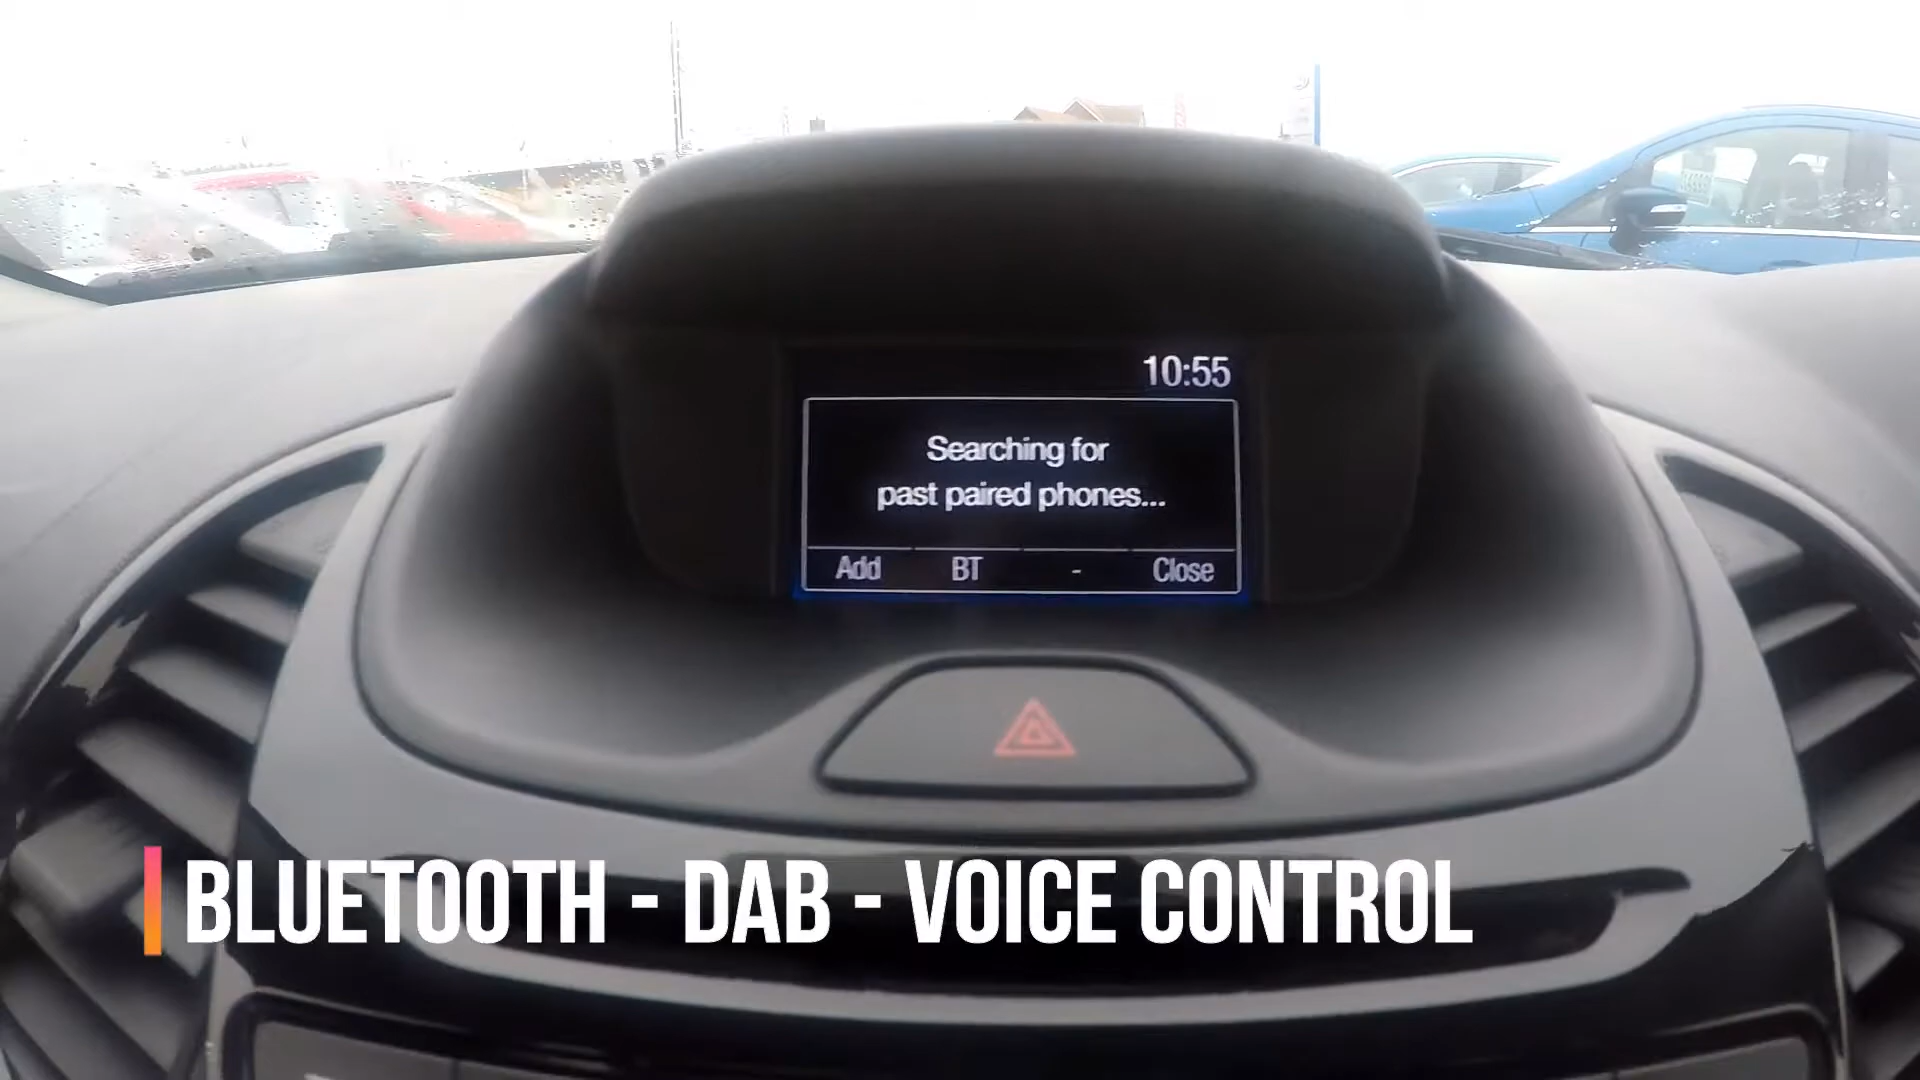 10:55
Searching for
past paired phones...
Add BT - Close
BLUETOOTH - DAB - VOICE CONTROL